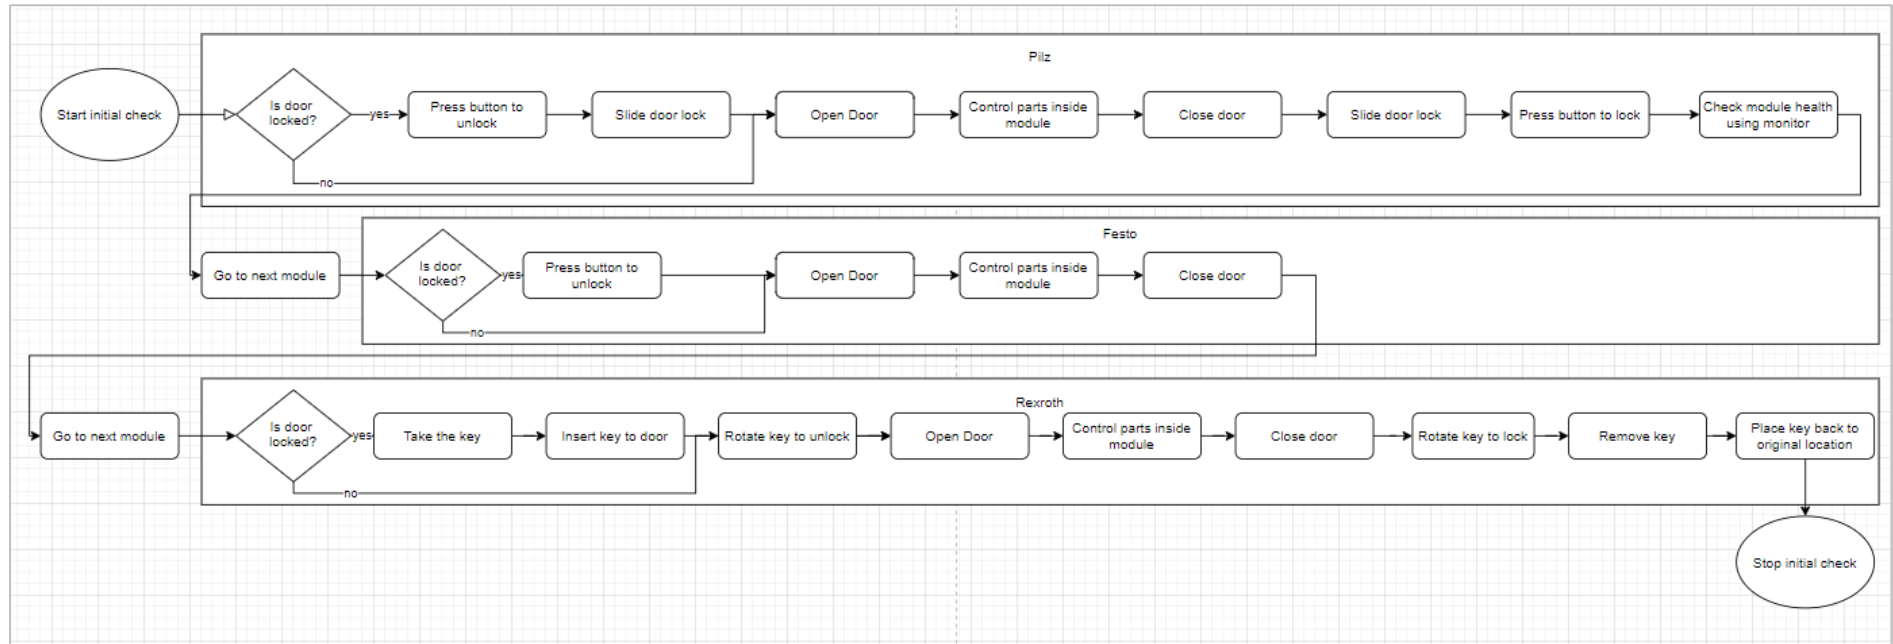 Pilz
Start initial check
Is door
locked?
yes
Press button to
unlock
Slide door lock
Open Door
Control parts inside
module
Close door
Slide door lock
Press button to lock
Check module health
using monitor
no
Festo
Go to next module
Is door
locked?
yes
Press button to
unlock
Open Door
Control parts inside
module
Close door
no
Rexroth
Go to next module
Is door
locked?
yes
Take the key
Insert key to door
Rotate key to unlock
Open Door
Control parts inside
module
Close door
Rotate key to lock
Remove key
Place key back to
original location
no
Stop initial check